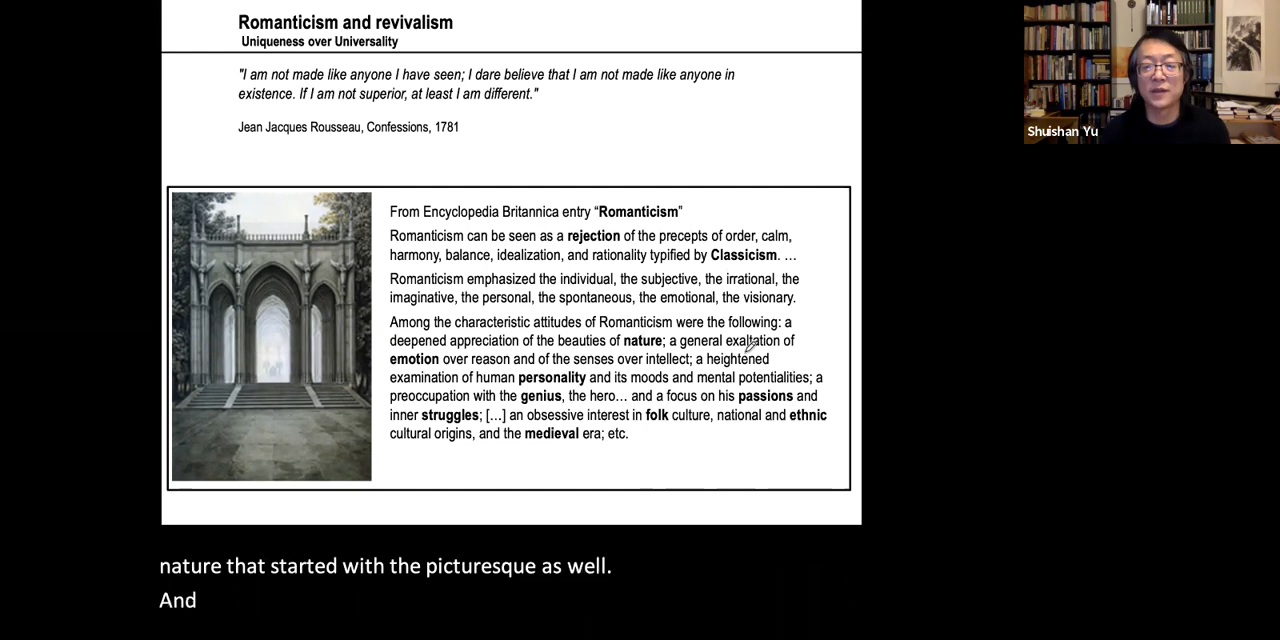 Romanticism and revivalism
Uniqueness over Universality
"I am not made like anyone I have seen; I dare believe that I am not made like anyone in
existence. If I am not superior, at least I am different."
Jean Jacques Rousseau, Confessions, 1781
From Encyclopedia Britannica entry “Romanticism”
Romanticism can be seen as a rejection of the precepts of order, calm,
harmony, balance, idealization, and rationality typified by Classicism. …
Romanticism emphasized the individual, the subjective, the irrational, the
imaginative, the personal, the spontaneous, the emotional, the visionary.
Among the characteristic attitudes of Romanticism were the following: a
deepened appreciation of the beauties of nature; a general exaltation of
emotion over reason and of the senses over intellect; a heightened
examination of human personality and its moods and mental potentialities; a
preoccupation with the genius, the hero… and a focus on his passions and
inner struggles; […] an obsessive interest in folk culture, national and ethnic
cultural origins, and the medieval era; etc.
Shuishan Yu
nature that started with the picturesque as well.
And